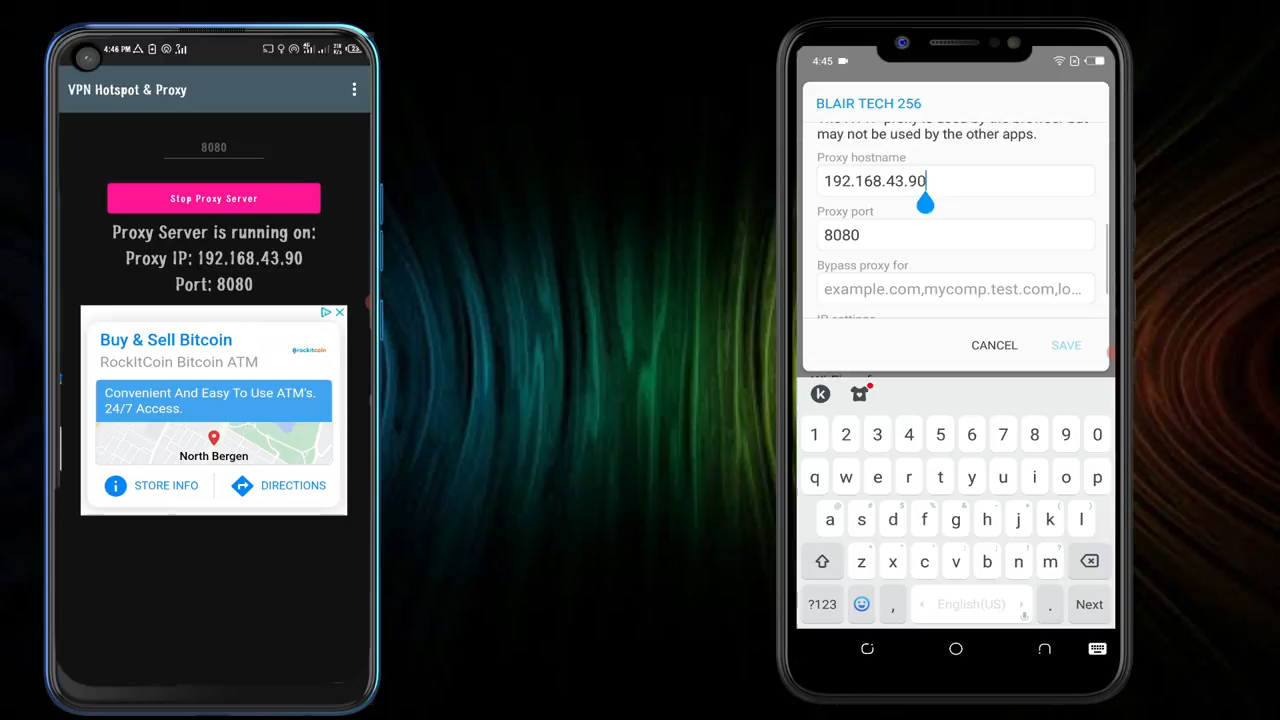 4:46 PM
VPN Hotspot & Proxy
8080
Stop Proxy Server
Proxy Server is running on:
Proxy IP: 192.168.43.90
Port: 8080
Buy & Sell Bitcoin
RockItCoin Bitcoin ATM
rockitcoin
Convenient And Easy To Use ATM's.
24/7 Access.
North Bergen
STORE INFO
DIRECTIONS
4:45
BLAIR TECH 256
may not be used by the other apps.
Proxy hostname
192.168.43.90
Proxy port
8080
Bypass proxy for
example.com,mycomp.test.com,lo...
CANCEL SAVE
k
1 2 3 4 5 6 7 8 9 0
q w e r t y u i o p
a s d f g h j k l
z x c v b n m
?123 , English(US) . Next